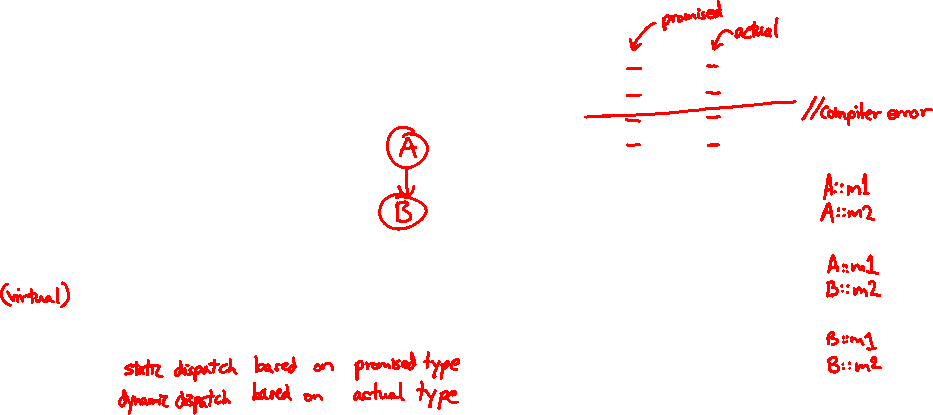 promised
actual
//compiler error
A
B
A::m1
A::m2
A::m1
B::m2
B::m1
B::m2
(virtual)
static dispatch based on promised type
dynamic dispatch based on actual type